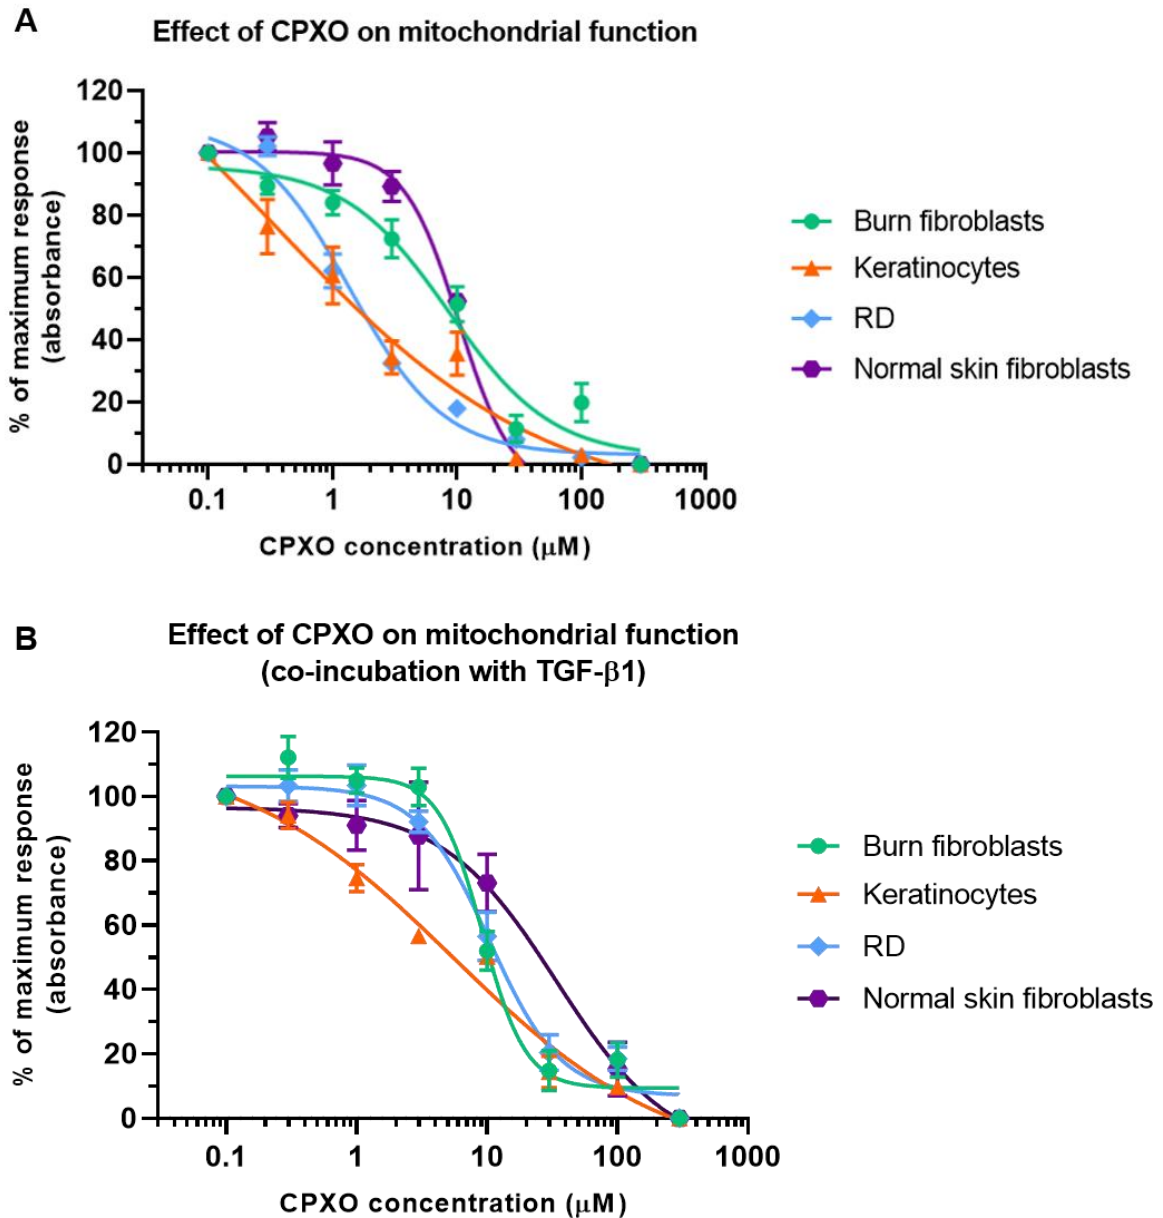 A
Effect of CPXO on mitochondrial function
% of maximum response
(absorbance)
120
100
80
60
40
20
0
0.1 1 10 100 1000
CPXO concentration (μM)
Burn fibroblasts
Keratinocytes
RD
Normal skin fibroblasts
B
Effect of CPXO on mitochondrial function
(co-incubation with TGF-β1)
% of maximum response
(absorbance)
120
100
80
60
40
20
0
0.1 1 10 100 1000
CPXO concentration (μM)
Burn fibroblasts
Keratinocytes
RD
Normal skin fibroblasts